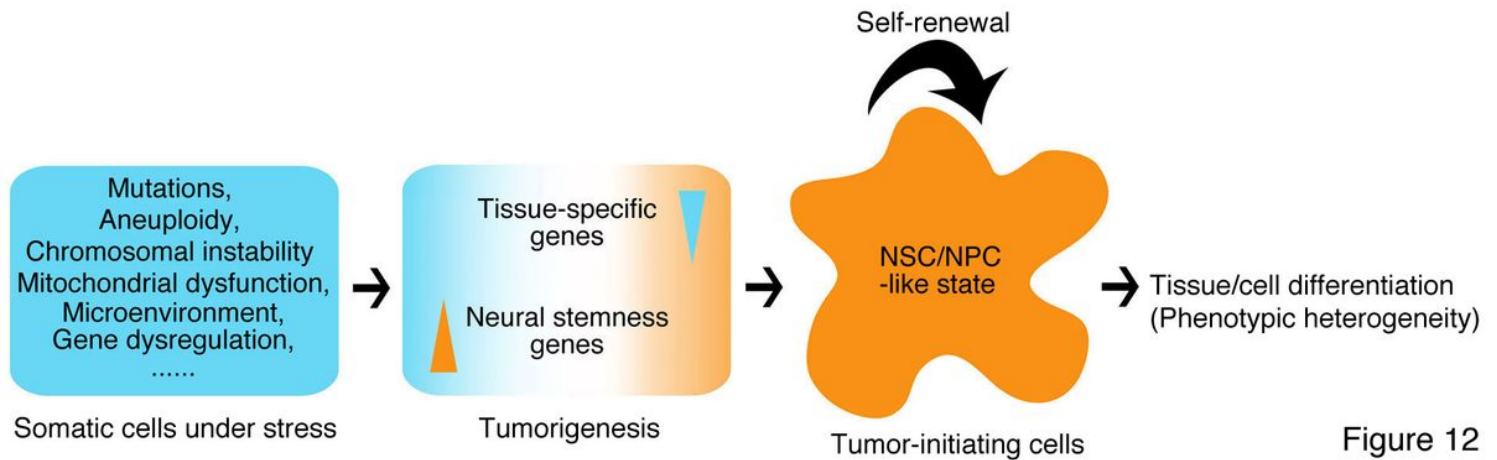 Self-renewal
Mutations,
Aneuploidy,
Chromosomal instability
Mitochondrial dysfunction,
Microenvironment,
Gene dysregulation,
......
Somatic cells under stress
Tissue-specific
genes
Neural stemness
genes
Tumorigenesis
NSC/NPC
-like state
Tumor-initiating cells
Tissue/cell differentiation
(Phenotypic heterogeneity)
Figure 12